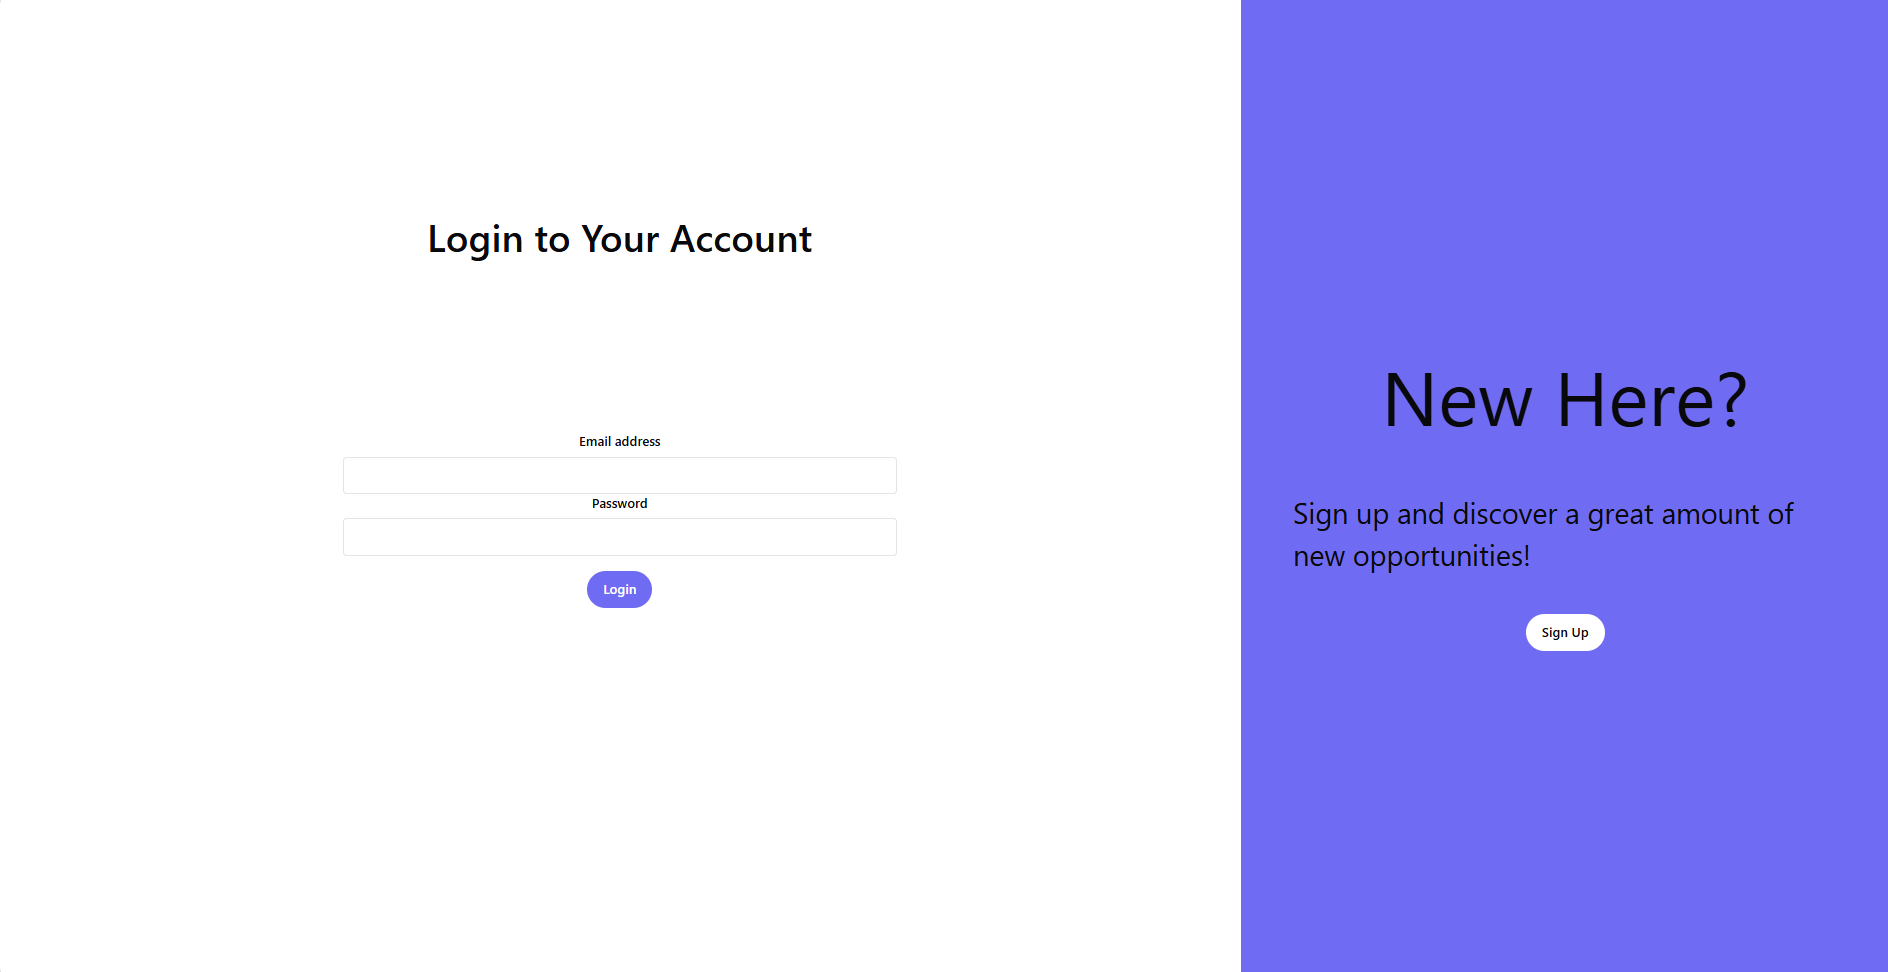 Login to Your Account
Email address
Password
Login
New Here?
Sign up and discover a great amount of
new opportunities!
Sign Up